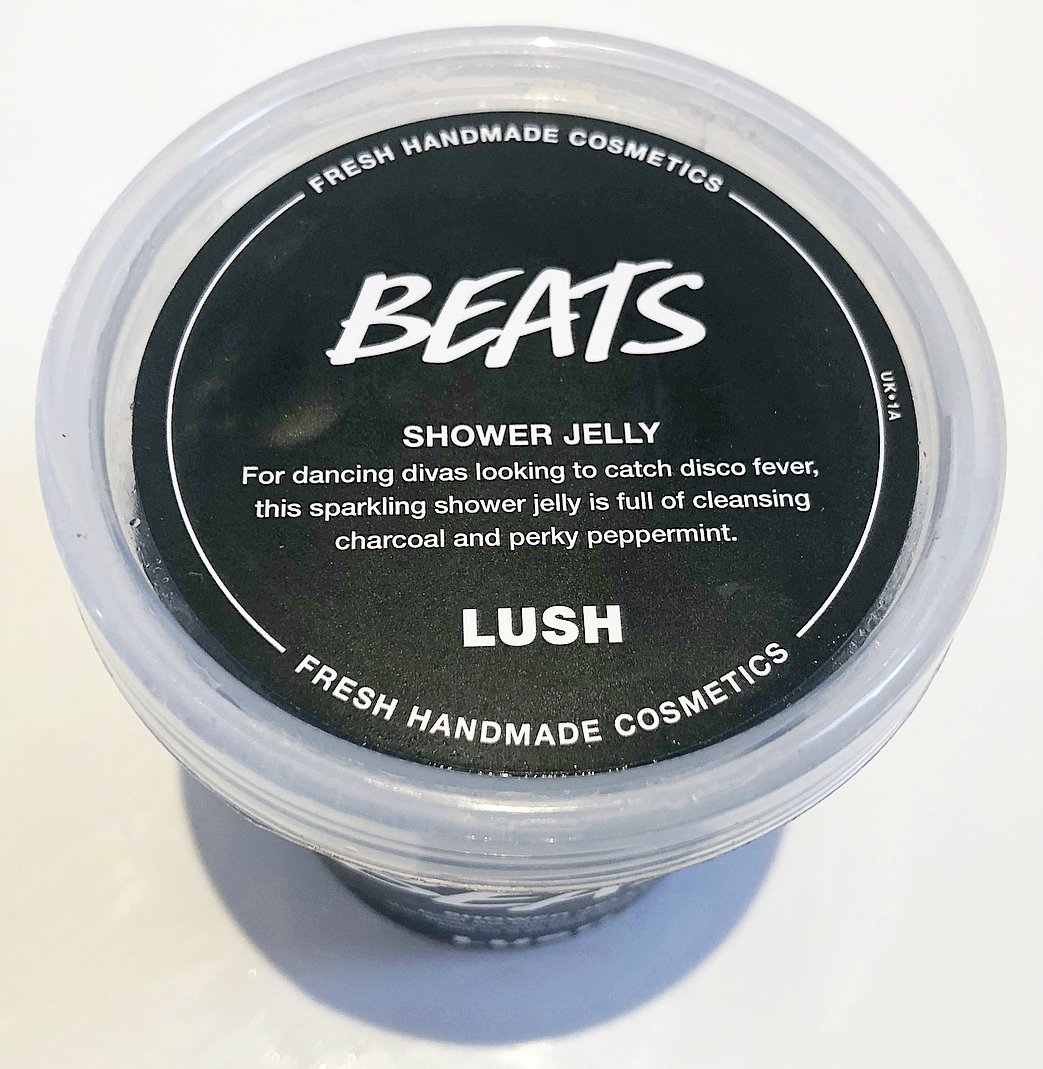 FRESH HANDMADE COSMETICS
BEATS
UK•1A
SHOWER JELLY
For dancing divas looking to catch disco fever,
this sparkling shower jelly is full of cleansing
charcoal and perky peppermint.
LUSH
FRESH HANDMADE COSMETICS